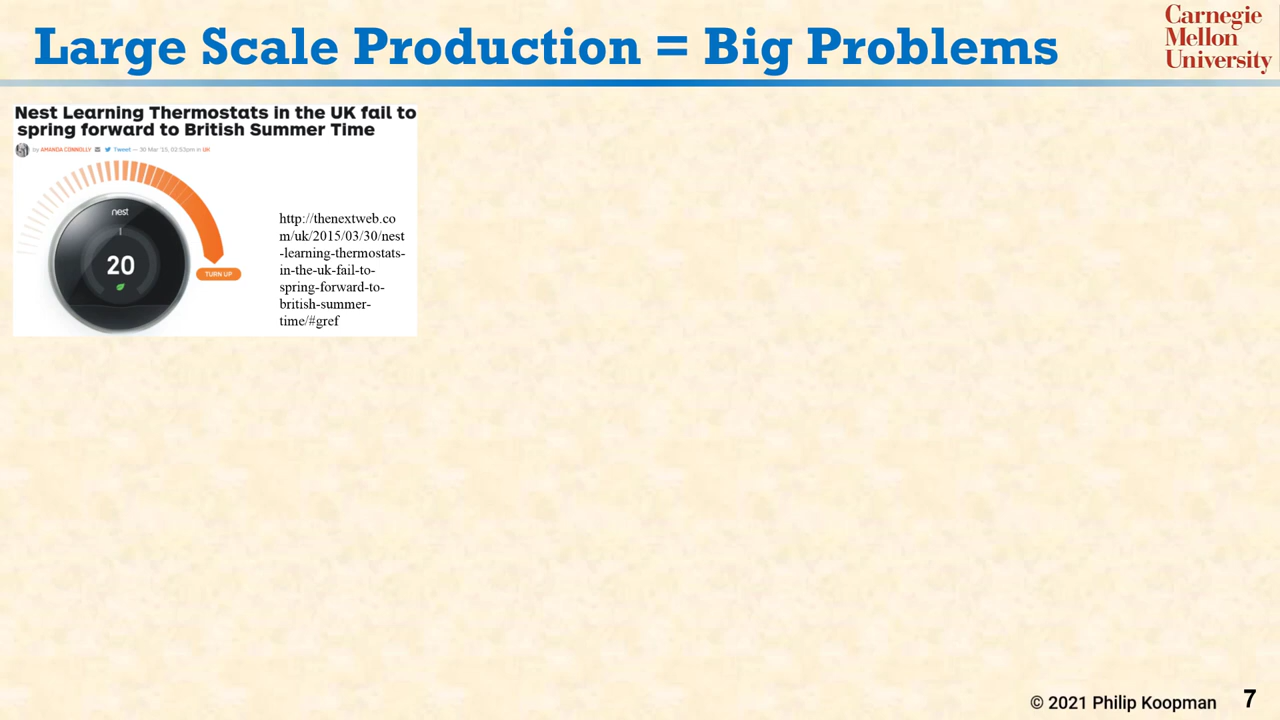 Large Scale Production = Big Problems
Carnegie
Mellon
University
Nest Learning Thermostats in the UK fail to
spring forward to British Summer Time
by AMANDA CONNOLLY Tweet — 30 Mar '15, 02:53pm in UK
nest
20
TURN UP
http://thenextweb.co
m/uk/2015/03/30/nest
-learning-thermostats-
in-the-uk-fail-to-
spring-forward-to-
british-summer-
time/#gref
© 2021 Philip Koopman
7